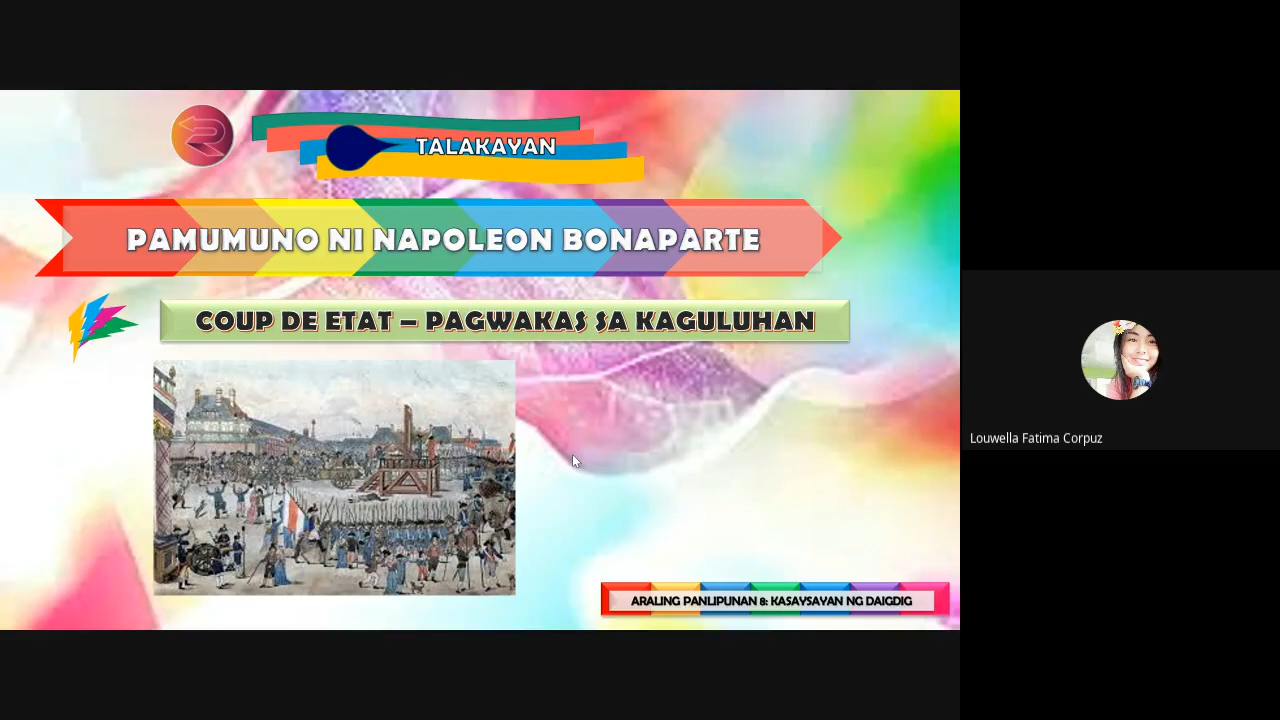 TALAKAYAN
PAMUMUNO NI NAPOLEON BONAPARTE
COUP DE ETAT – PAGWAKAS SA KAGULUHAN
Louwella Fatima Corpuz
ARALING PANLIPUNAN 8: KASAYSAYAN NG DAIGDIG